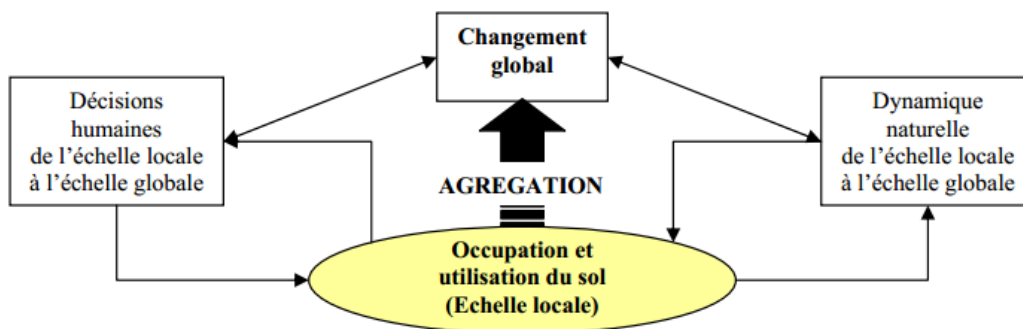 Changement
global
Décisions
humaines
de l'échelle locale
à l'échelle globale
Dynamique
naturelle
de l'échelle locale
à l'échelle globale
AGREGATION
Occupation et
utilisation du sol
(Echelle locale)